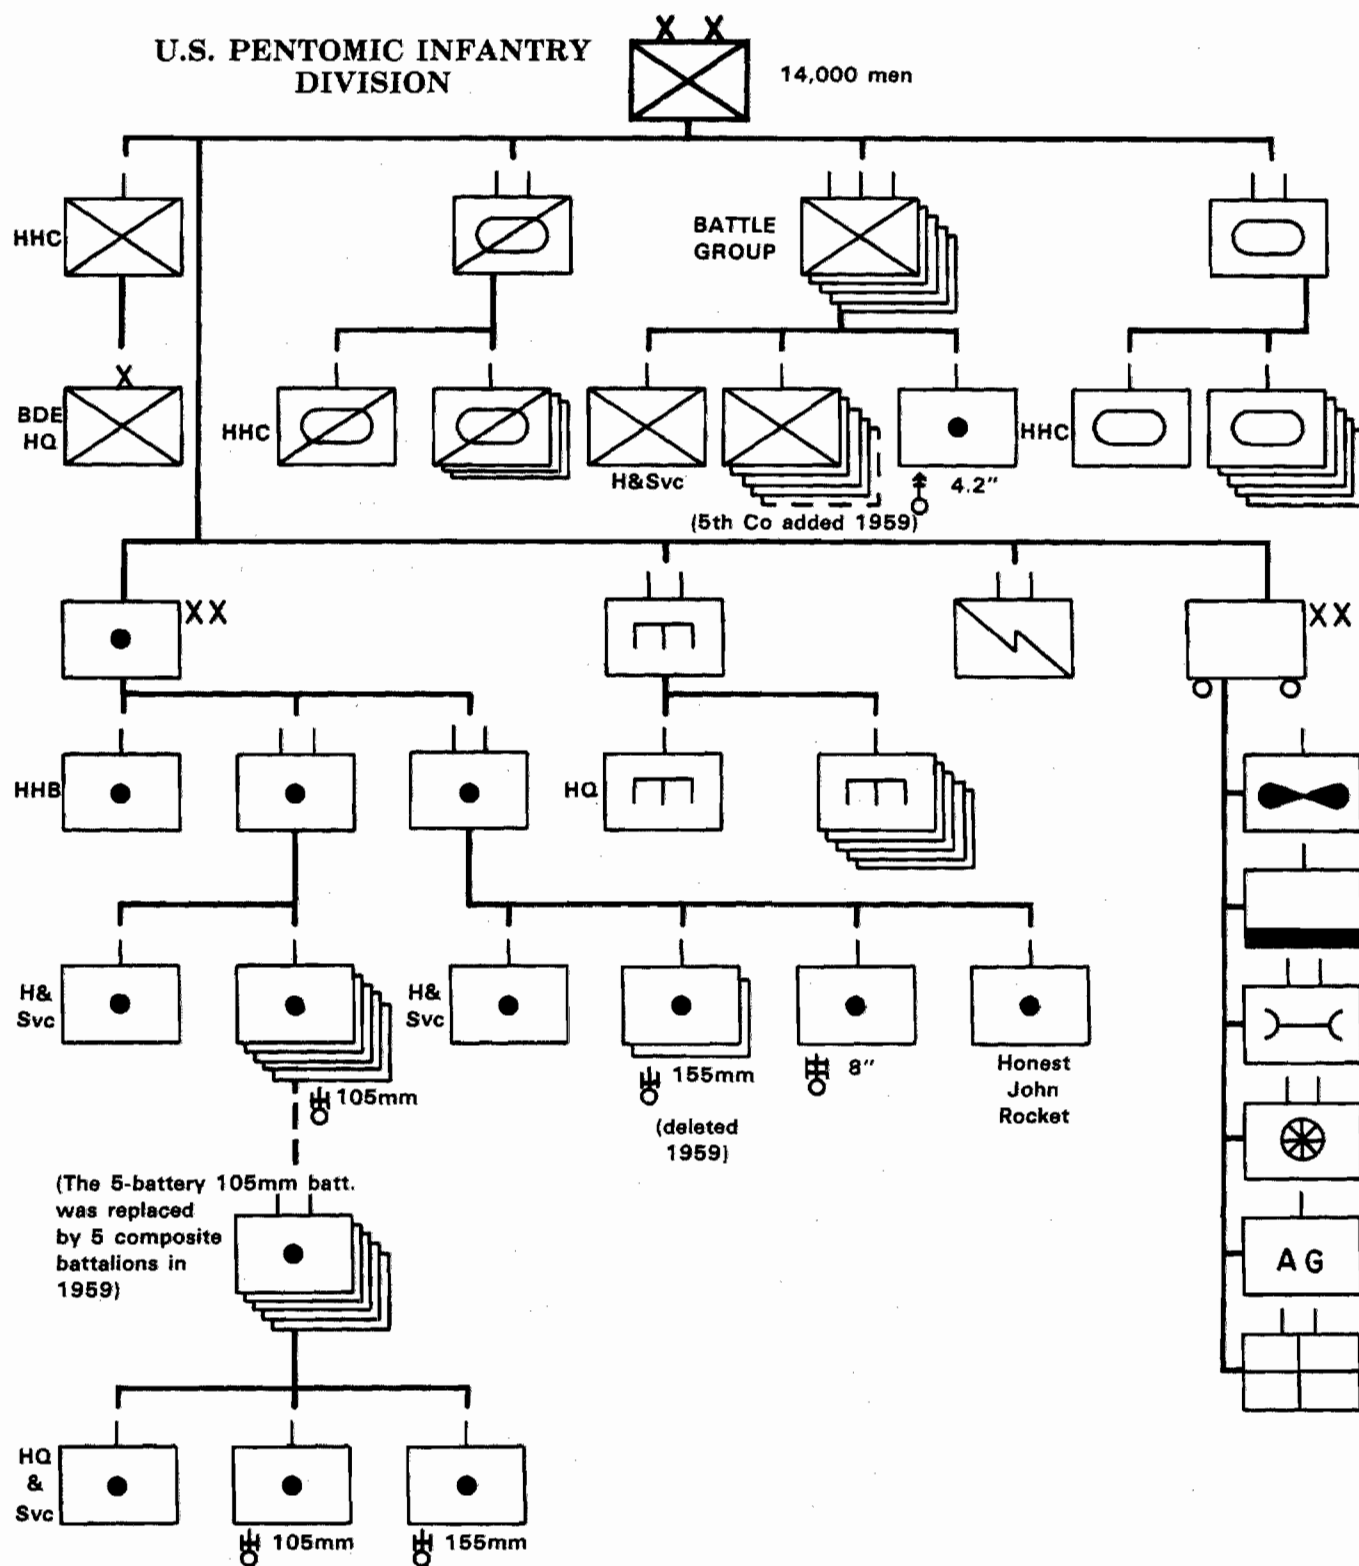 U.S. PENTOMIC INFANTRY
DIVISION
X X
14,000 men
HHC
BATTLE
GROUP
X
BDE
HQ
HHC
H&Svc
(5th Co added 1959)
4.2"
HHC
XX
XX
HHB
HQ
H&
Svc
105mm
H&
Svc
155mm
(deleted
1959)
8"
Honest
John
Rocket
(The 5-battery 105mm batt.
was replaced
by 5 composite
battalions in
1959)
AG
HQ
&
Svc
105mm
155mm